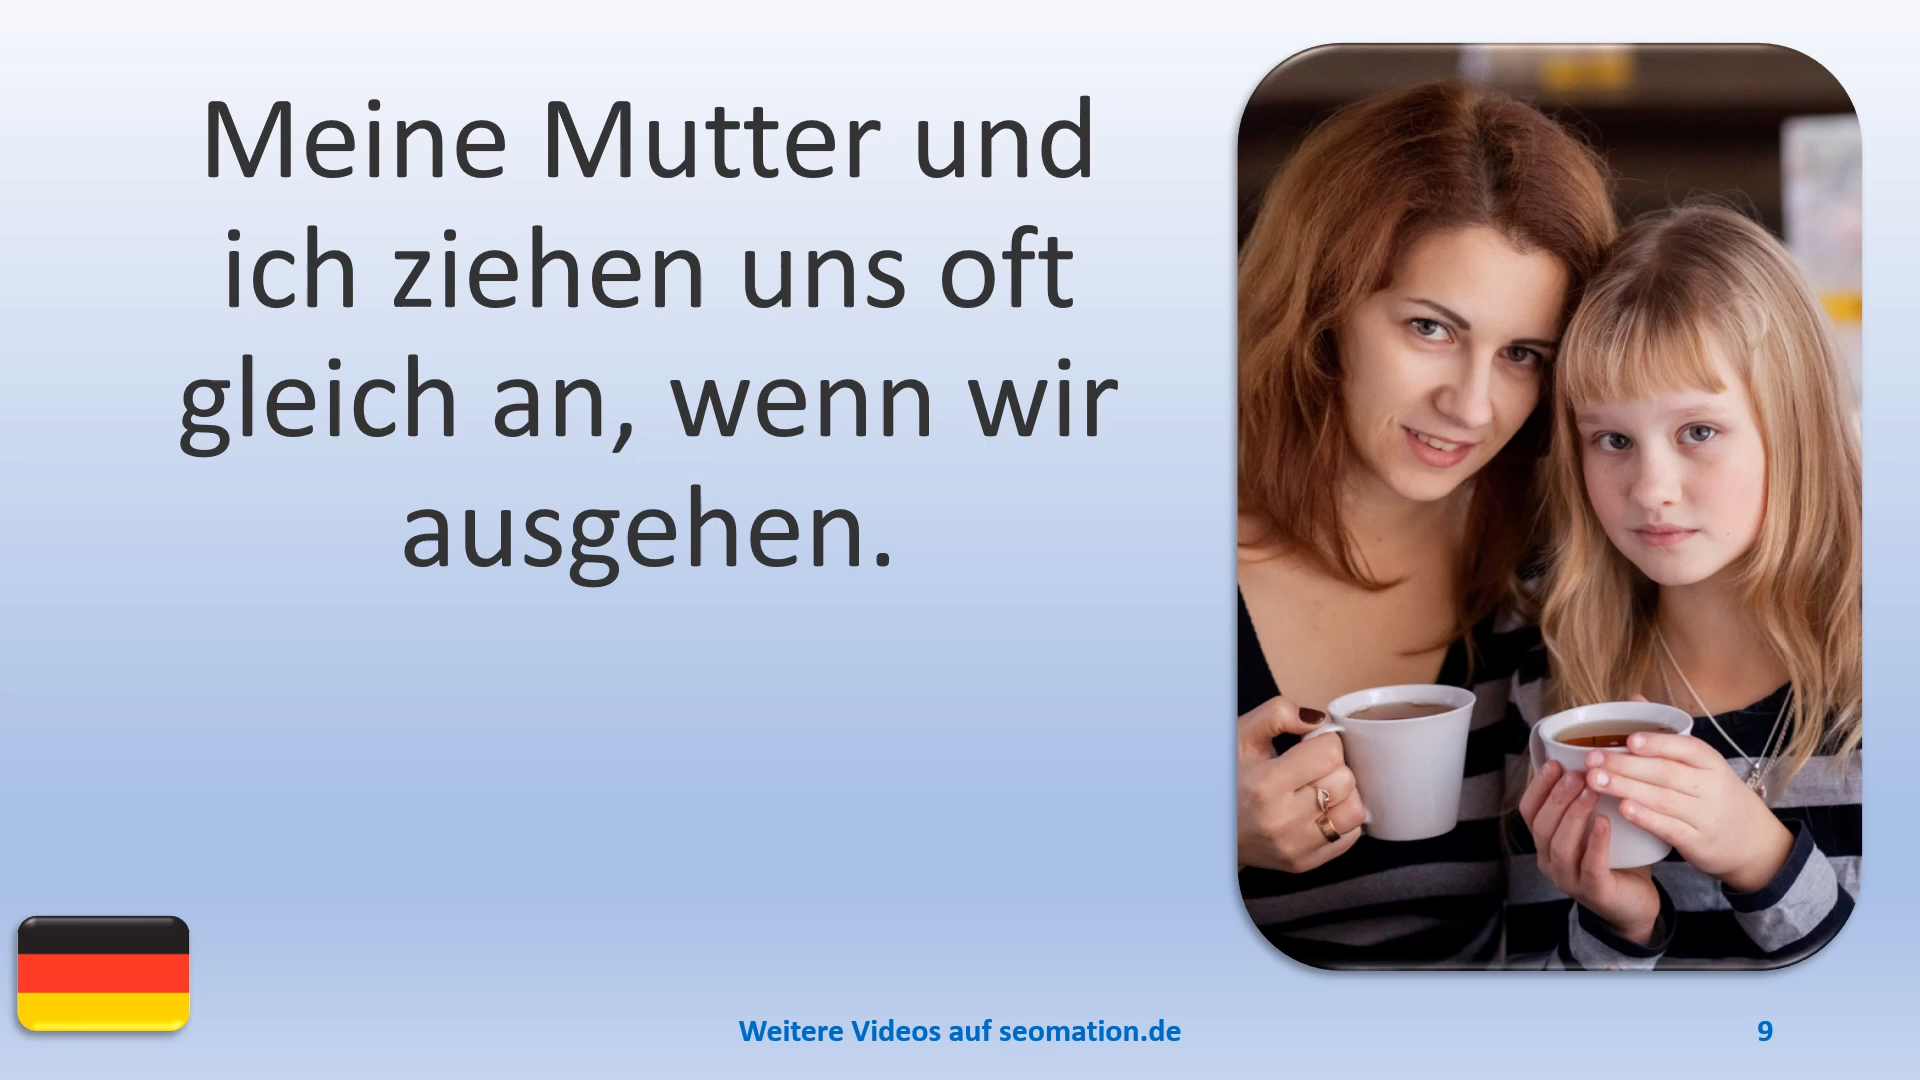 Meine Mutter und
ich ziehen uns oft
gleich an, wenn wir
ausgehen.
Weitere Videos auf seomation.de
9